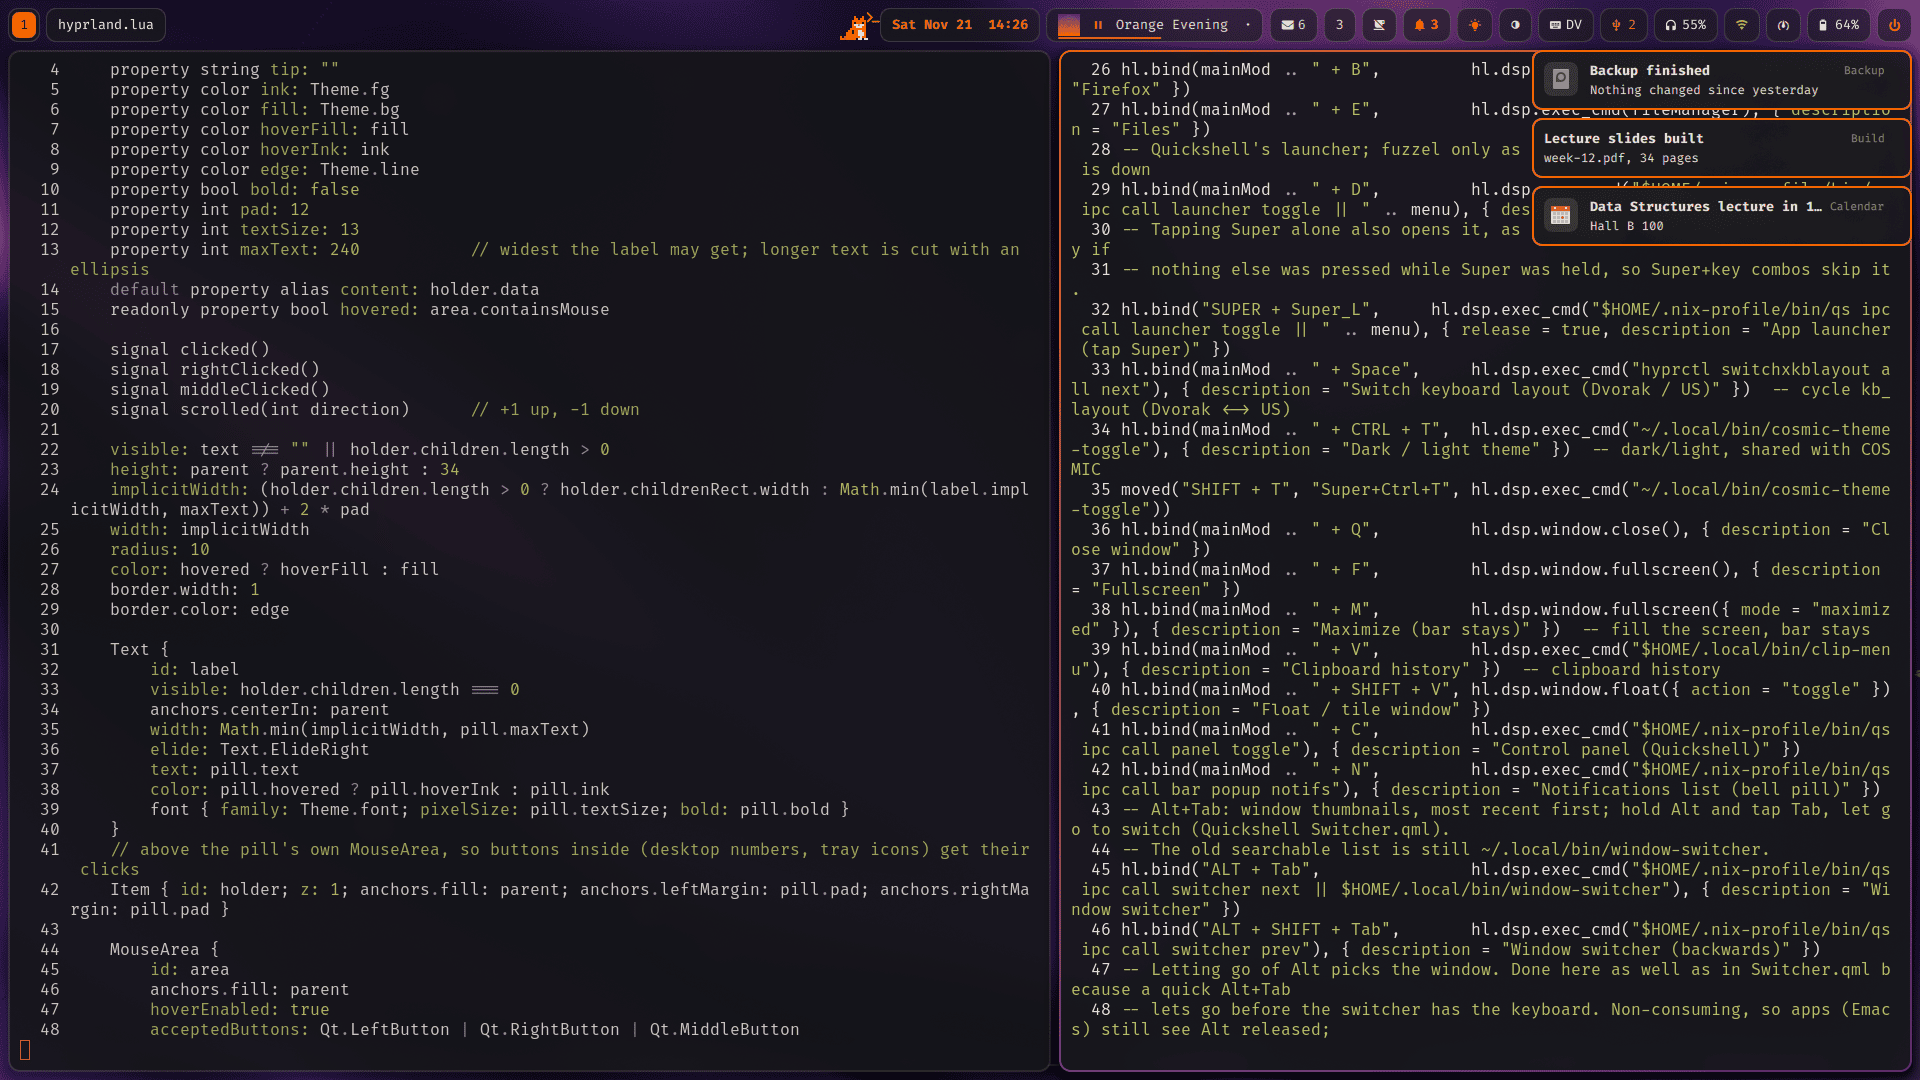 1 hyprland.lua Sat Nov 21 14:26 Orange Evening · 6 3 3 DV 2 55% 64%
4 property string tip: ""
5 property color ink: Theme.fg
6 property color fill: Theme.bg
7 property color hoverFill: fill
8 property color hoverInk: ink
9 property color edge: Theme.line
10 property bool bold: false
11 property int pad: 12
12 property int textSize: 13
13 property int maxText: 240 // widest the label may get; longer text is cut with an
ellipsis
14 default property alias content: holder.data
15 readonly property bool hovered: area.containsMouse
16
17 signal clicked()
18 signal rightClicked()
19 signal middleClicked()
20 signal scrolled(int direction) // +1 up, -1 down
21
22 visible: text !== "" || holder.children.length > 0
23 height: parent ? parent.height : 34
24 implicitWidth: (holder.children.length > 0 ? holder.childrenRect.width : Math.min(label.impl
icitWidth, maxText)) + 2 * pad
25 width: implicitWidth
26 radius: 10
27 color: hovered ? hoverFill : fill
28 border.width: 1
29 border.color: edge
30
31 Text {
32 id: label
33 visible: holder.children.length === 0
34 anchors.centerIn: parent
35 width: Math.min(implicitWidth, pill.maxText)
36 elide: Text.ElideRight
37 text: pill.text
38 color: pill.hovered ? pill.hoverInk : pill.ink
39 font { family: Theme.font; pixelSize: pill.textSize; bold: pill.bold }
40 }
41 // above the pill's own MouseArea, so buttons inside (desktop numbers, tray icons) get their
clicks
42 Item { id: holder; z: 1; anchors.fill: parent; anchors.leftMargin: pill.pad; anchors.rightMa
rgin: pill.pad }
43
44 MouseArea {
45 id: area
46 anchors.fill: parent
47 hoverEnabled: true
48 acceptedButtons: Qt.LeftButton | Qt.RightButton | Qt.MiddleButton
26 hl.bind(mainMod .. " + B", hl.dsp
"Firefox" })
27 hl.bind(mainMod .. " + E", hl.dsp.exec_cmd(fileManager), { descriptio
n = "Files" })
28 -- Quickshell's launcher; fuzzel only as
is down
29 hl.bind(mainMod .. " + D", hl.dsp
ipc call launcher toggle || " .. menu), { des
30 -- Tapping Super alone also opens it, as
y if
31 -- nothing else was pressed while Super was held, so Super+key combos skip it
.
32 hl.bind("SUPER + Super_L", hl.dsp.exec_cmd("$HOME/.nix-profile/bin/qs ipc
call launcher toggle || " .. menu), { release = true, description = "App launcher
(tap Super)" })
33 hl.bind(mainMod .. " + Space", hl.dsp.exec_cmd("hyprctl switchxkblayout a
ll next"), { description = "Switch keyboard layout (Dvorak / US)" }) -- cycle kb_
layout (Dvorak <-> US)
34 hl.bind(mainMod .. " + CTRL + T", hl.dsp.exec_cmd("~/.local/bin/cosmic-theme
-toggle"), { description = "Dark / light theme" }) -- dark/light, shared with COS
MIC
35 moved("SHIFT + T", "Super+Ctrl+T", hl.dsp.exec_cmd("~/.local/bin/cosmic-theme
-toggle"))
36 hl.bind(mainMod .. " + Q", hl.dsp.window.close(), { description = "Cl
ose window" })
37 hl.bind(mainMod .. " + F", hl.dsp.window.fullscreen(), { description
= "Fullscreen" })
38 hl.bind(mainMod .. " + M", hl.dsp.window.fullscreen({ mode = "maximiz
ed" }), { description = "Maximize (bar stays)" }) -- fill the screen, bar stays
39 hl.bind(mainMod .. " + V", hl.dsp.exec_cmd("$HOME/.local/bin/clip-men
u"), { description = "Clipboard history" }) -- clipboard history
40 hl.bind(mainMod .. " + SHIFT + V", hl.dsp.window.float({ action = "toggle" })
, { description = "Float / tile window" })
41 hl.bind(mainMod .. " + C", hl.dsp.exec_cmd("$HOME/.nix-profile/bin/qs
ipc call panel toggle"), { description = "Control panel (Quickshell)" })
42 hl.bind(mainMod .. " + N", hl.dsp.exec_cmd("$HOME/.nix-profile/bin/qs
ipc call bar popup notifs"), { description = "Notifications list (bell pill)" })
43 -- Alt+Tab: window thumbnails, most recent first; hold Alt and tap Tab, let g
o to switch (Quickshell Switcher.qml).
44 -- The old searchable list is still ~/.local/bin/window-switcher.
45 hl.bind("ALT + Tab", hl.dsp.exec_cmd("$HOME/.nix-profile/bin/qs
ipc call switcher next || $HOME/.local/bin/window-switcher"), { description = "Wi
ndow switcher" })
46 hl.bind("ALT + SHIFT + Tab", hl.dsp.exec_cmd("$HOME/.nix-profile/bin/qs
ipc call switcher prev"), { description = "Window switcher (backwards)" })
47 -- Letting go of Alt picks the window. Done here as well as in Switcher.qml b
ecause a quick Alt+Tab
48 -- lets go before the switcher has the keyboard. Non-consuming, so apps (Emac
s) still see Alt released;
Backup finished Backup
Nothing changed since yesterday
Lecture slides built Build
week-12.pdf, 34 pages
Data Structures lecture in 1… Calendar
Hall B 100